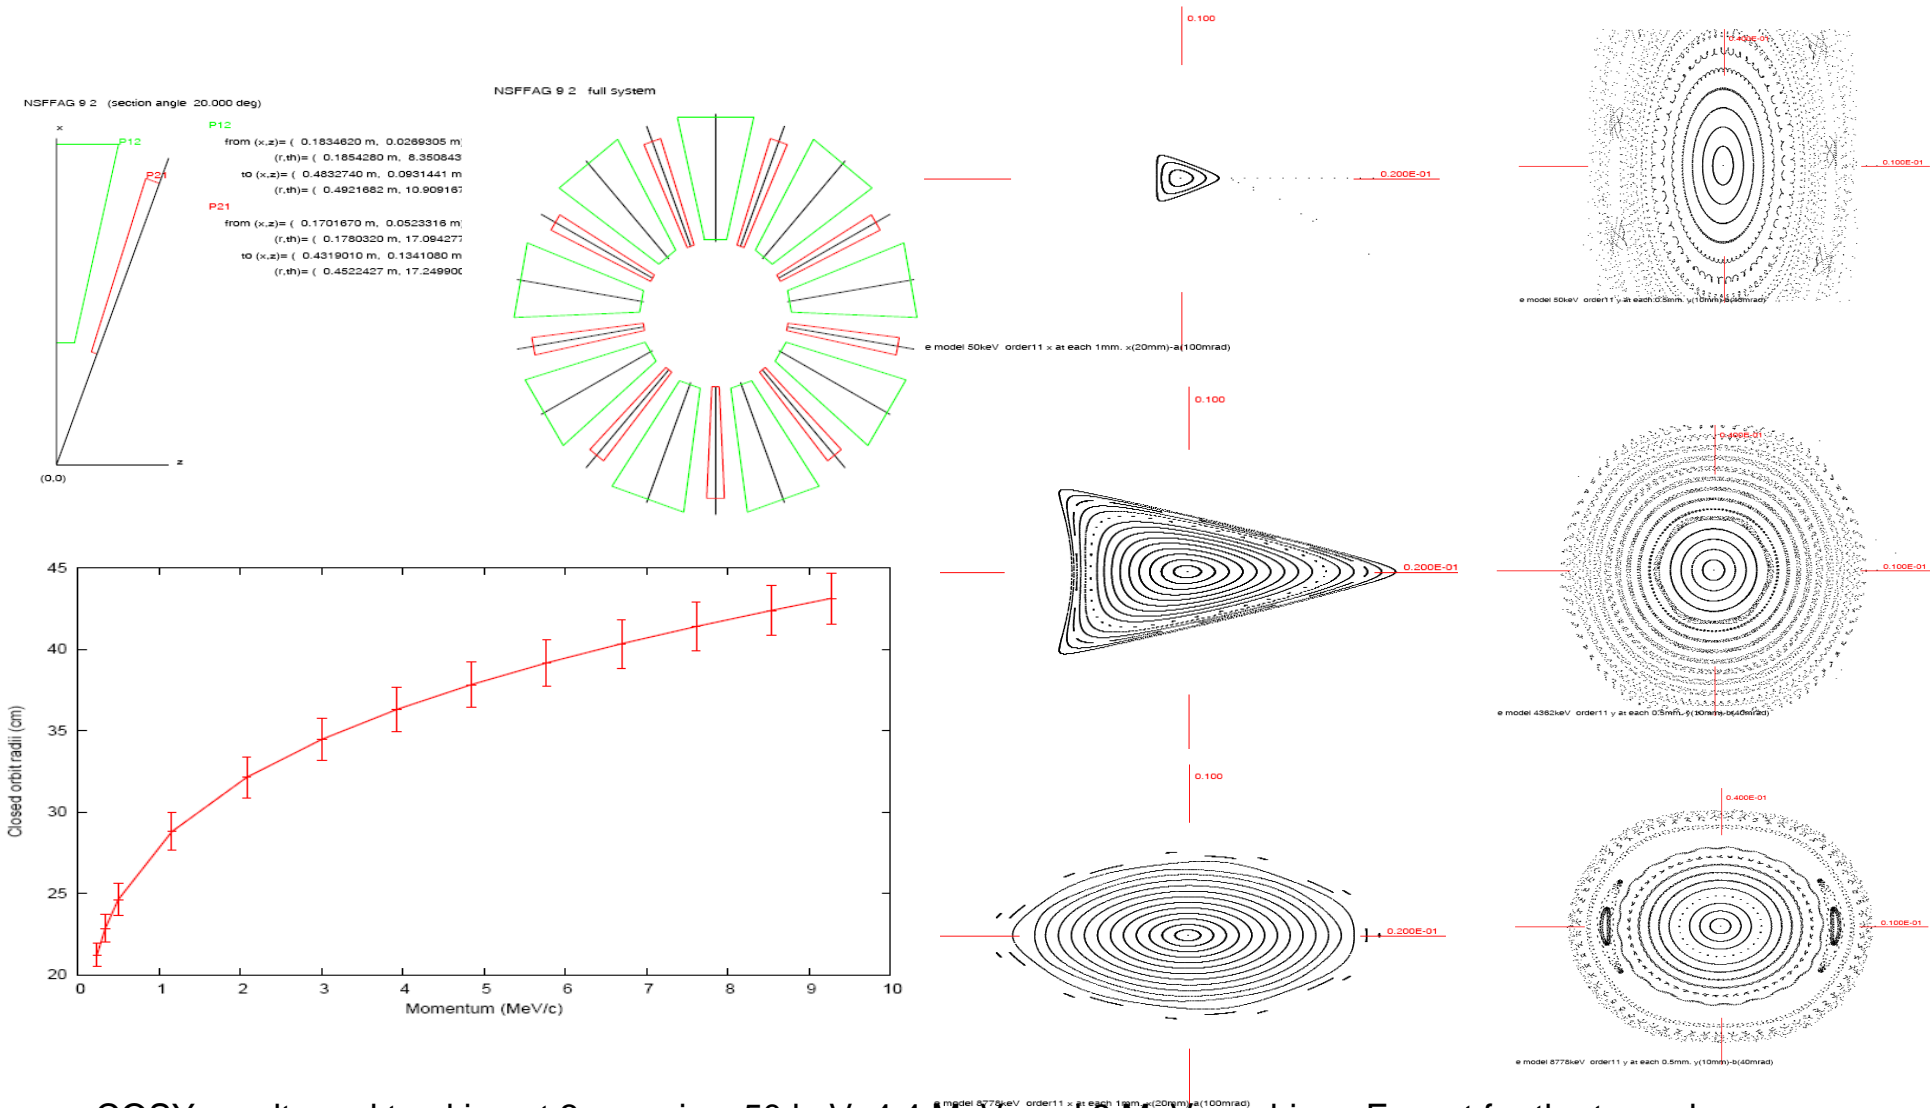 NSFFAG 9 2 (section angle 20.000 deg)
x
P12
P21
z
(0,0)
P12
from (x,z)= ( 0.1834620 m, 0.0269305 m)
(r,th)= ( 0.1854280 m, 8.350843
to (x,z)= ( 0.4832740 m, 0.0931441 m
(r,th)= ( 0.4921682 m, 10.909167
P21
from (x,z)= ( 0.1701670 m, 0.0523316 m)
(r,th)= ( 0.1780320 m, 17.094277
to (x,z)= ( 0.4319010 m, 0.1341080 m
(r,th)= ( 0.4522427 m, 17.249900
NSFFAG 9 2 full system
45
40
35
30
25
20
0 1 2 3 4 5 6 7 8 9 10
Closed orbit radii (cm)
Momentum (MeV/c)
0.100
0.200E-01
e model 50keV order11 x at each 1mm. x(20mm)-a(100mrad)
0.400E-01
0.100E-01
e model 50keV order11 y at each 0.5mm. y(10mm)-b(40mrad)
0.100
0.200E-01
0.400E-01
0.100E-01
e model 4362keV order11 y at each 0.5mm. y(10mm)-b(40mrad)
0.100
0.200E-01
e model 8778keV order11 x at each 1mm. x(20mm)-a(100mrad)
0.400E-01
0.100E-01
e model 8778keV order11 y at each 0.5mm. y(10mm)-b(40mrad)